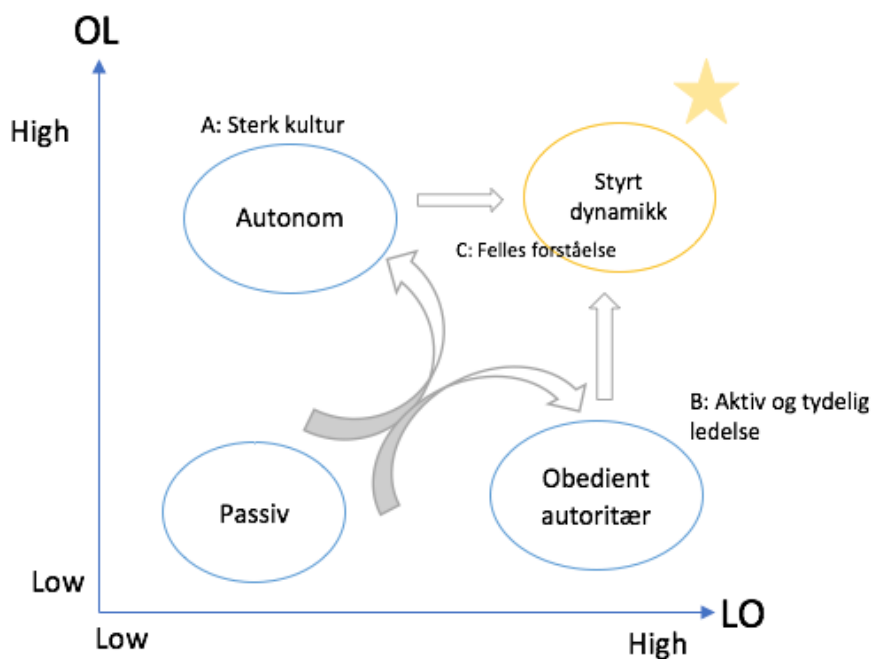 OL
High
A: Sterk kultur
Autonom
Styrt
dynamikk
C: Felles forståelse
B: Aktiv og tydelig
ledelse
Passiv
Obedient
autoritær
Low
Low
High
LO